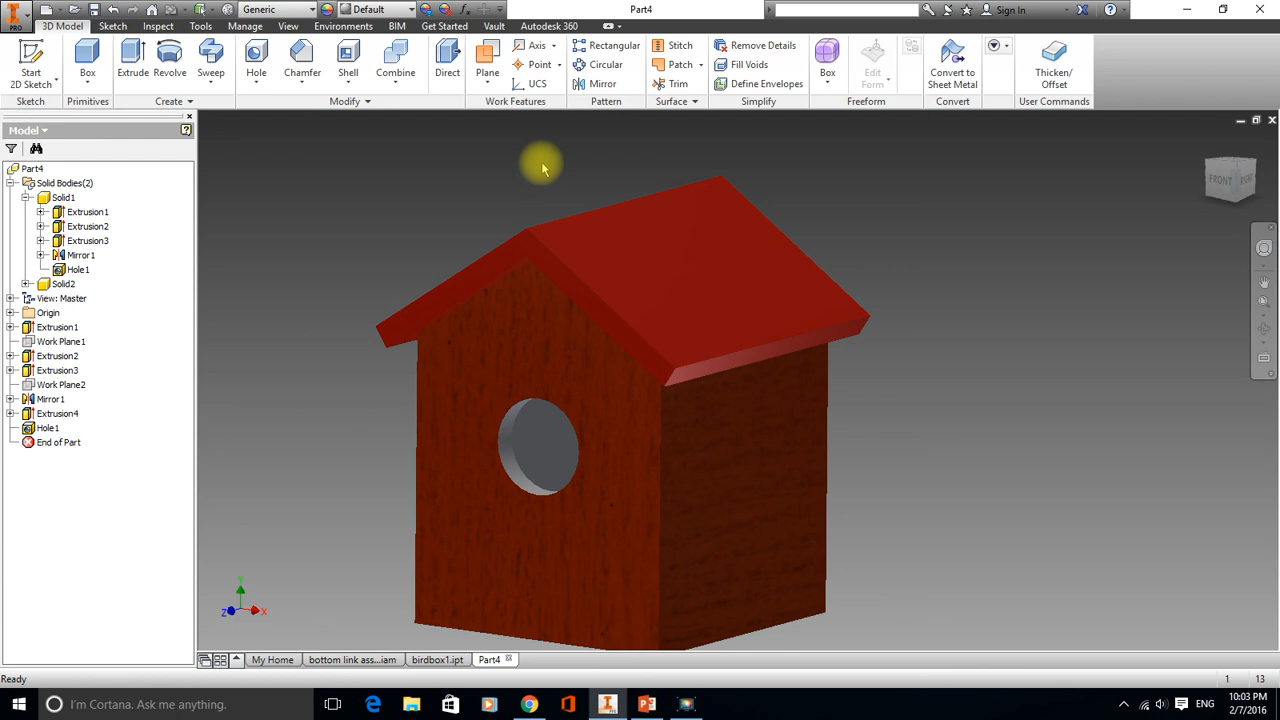 Generic
Default
fx
Part4
Sign In
PRO
3D Model
Sketch
Inspect
Tools
Manage
View
Environments
BIM
Get Started
Vault
Autodesk 360
Start
2D Sketch
Box
Extrude
Revolve
Sweep
Hole
Chamfer
Shell
Combine
Direct
Plane
Axis
Point
UCS
Rectangular
Circular
Mirror
Stitch
Patch
Trim
Remove Details
Fill Voids
Define Envelopes
Box
Edit
Form
Convert to
Sheet Metal
Thicken/
Offset
Sketch
Primitives
Create
Modify
Work Features
Pattern
Surface
Simplify
Freeform
Convert
User Commands
Model
Part4
Solid Bodies(2)
Solid1
Extrusion1
Extrusion2
Extrusion3
Mirror1
Hole1
Solid2
View: Master
Origin
Extrusion1
Work Plane1
Extrusion2
Extrusion3
Work Plane2
Mirror1
Extrusion4
Hole1
End of Part
FRONT
RIGHT
Y
Z
X
My Home
bottom link ass....iam
birdbox1.ipt
Part4
Ready
1
13
I'm Cortana. Ask me anything.
ENG
10:03 PM
2/7/2016